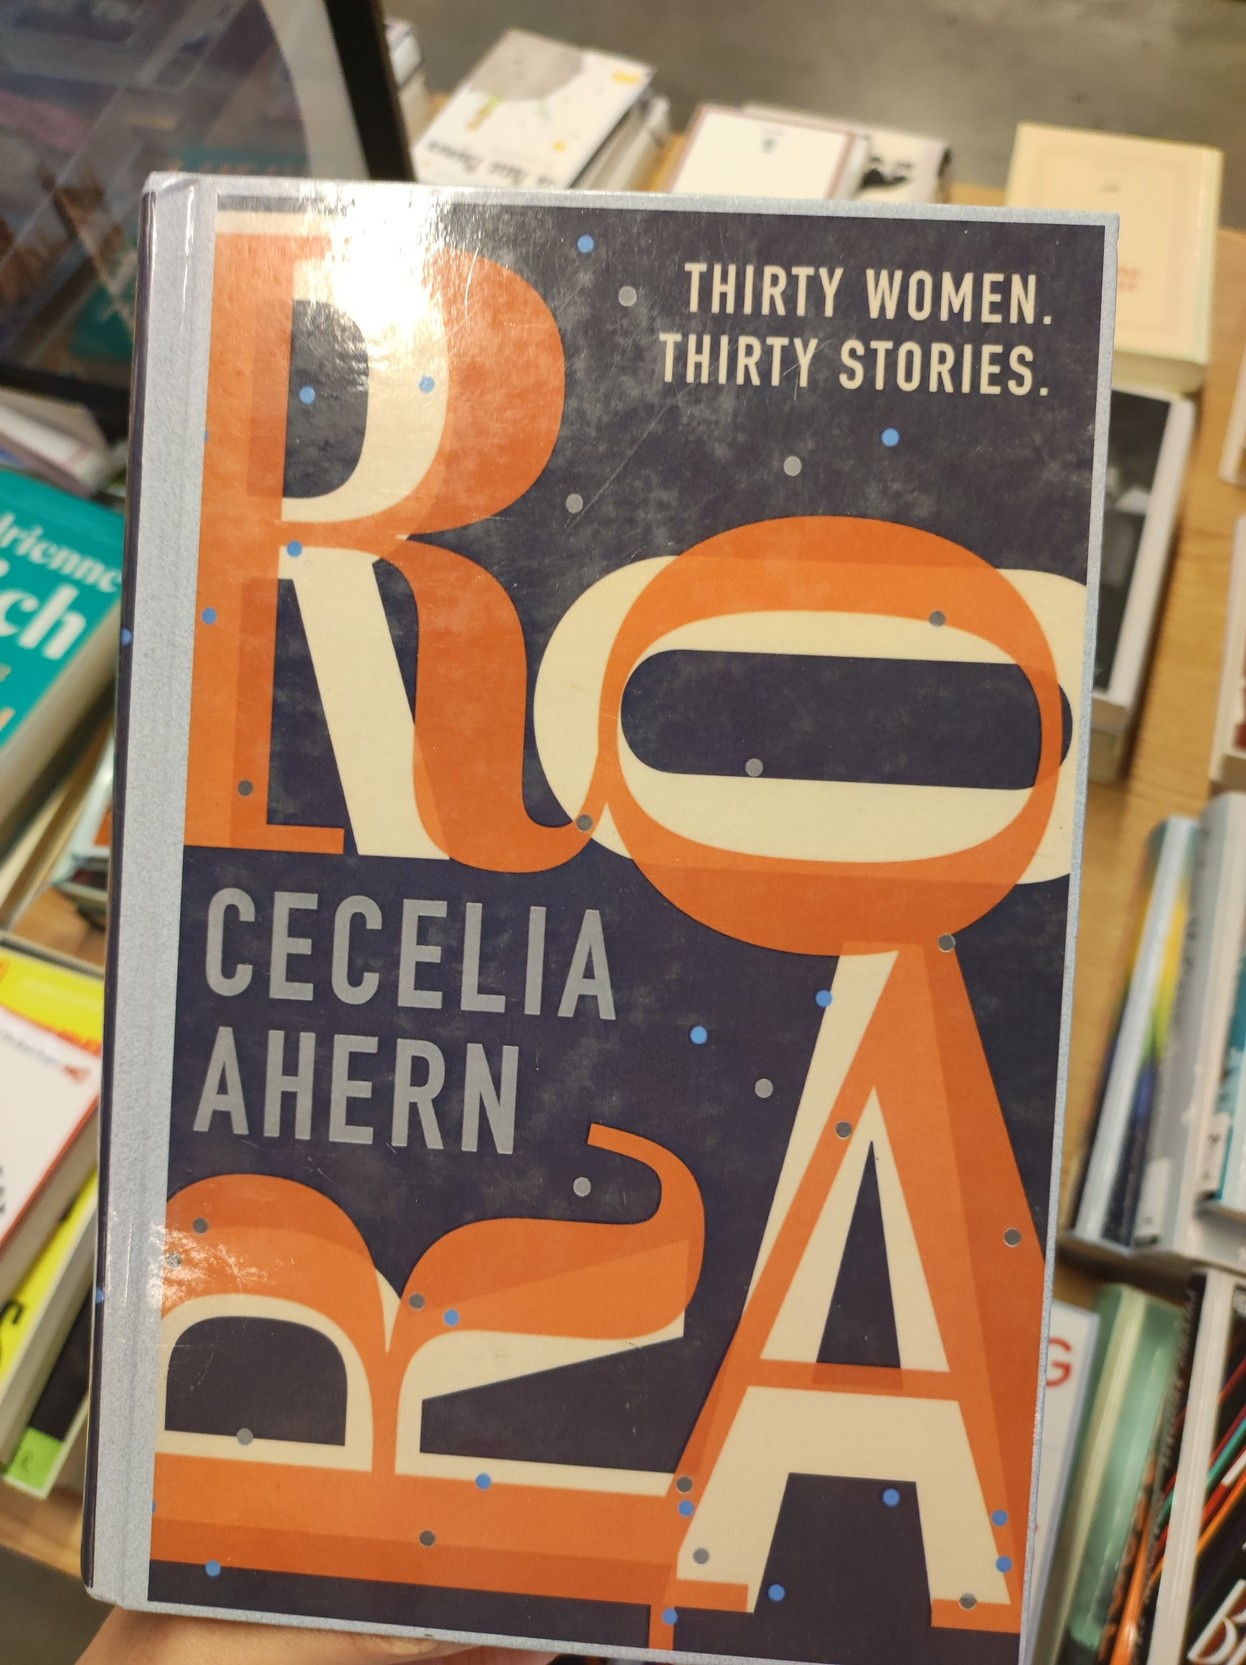 THIRTY WOMEN.
THIRTY STORIES.
ROAR
CECELIA
AHERN